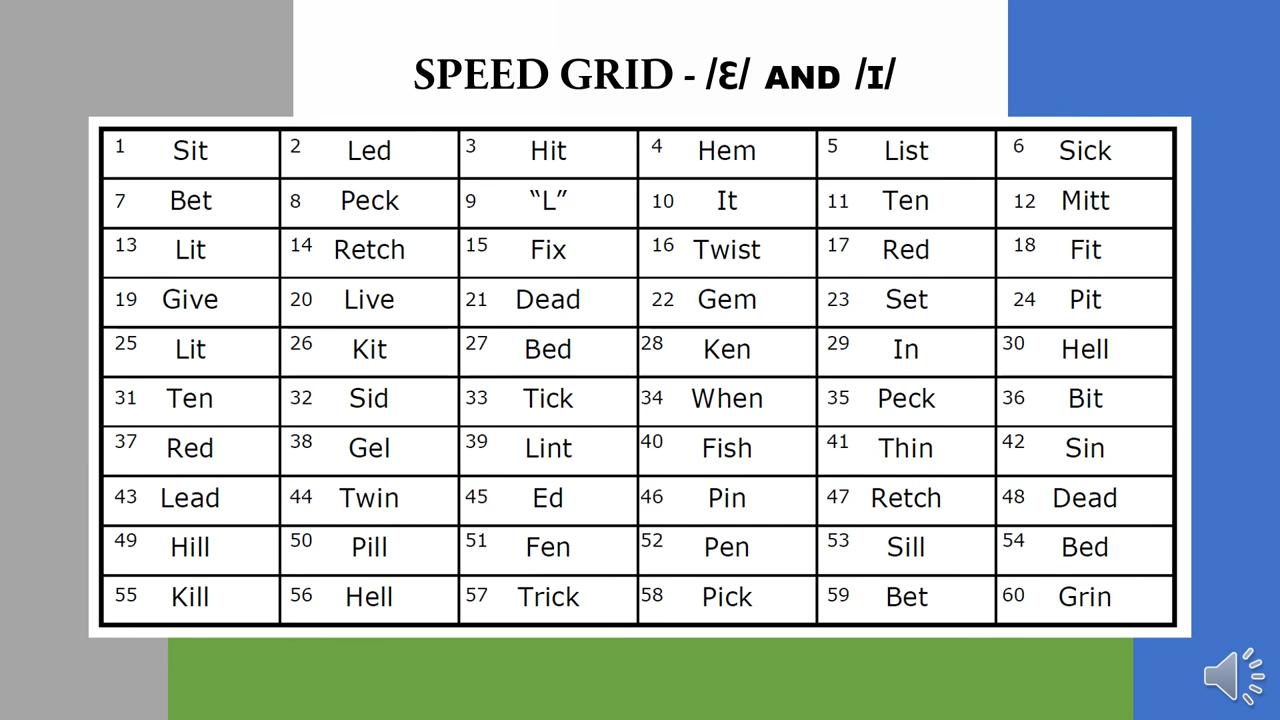 SPEED GRID - /Ɛ/ AND /ɪ/
1 Sit 2 Led 3 Hit 4 Hem 5 List 6 Sick
7 Bet 8 Peck 9 “L” 10 It 11 Ten 12 Mitt
13 Lit 14 Retch 15 Fix 16 Twist 17 Red 18 Fit
19 Give 20 Live 21 Dead 22 Gem 23 Set 24 Pit
25 Lit 26 Kit 27 Bed 28 Ken 29 In 30 Hell
31 Ten 32 Sid 33 Tick 34 When 35 Peck 36 Bit
37 Red 38 Gel 39 Lint 40 Fish 41 Thin 42 Sin
43 Lead 44 Twin 45 Ed 46 Pin 47 Retch 48 Dead
49 Hill 50 Pill 51 Fen 52 Pen 53 Sill 54 Bed
55 Kill 56 Hell 57 Trick 58 Pick 59 Bet 60 Grin